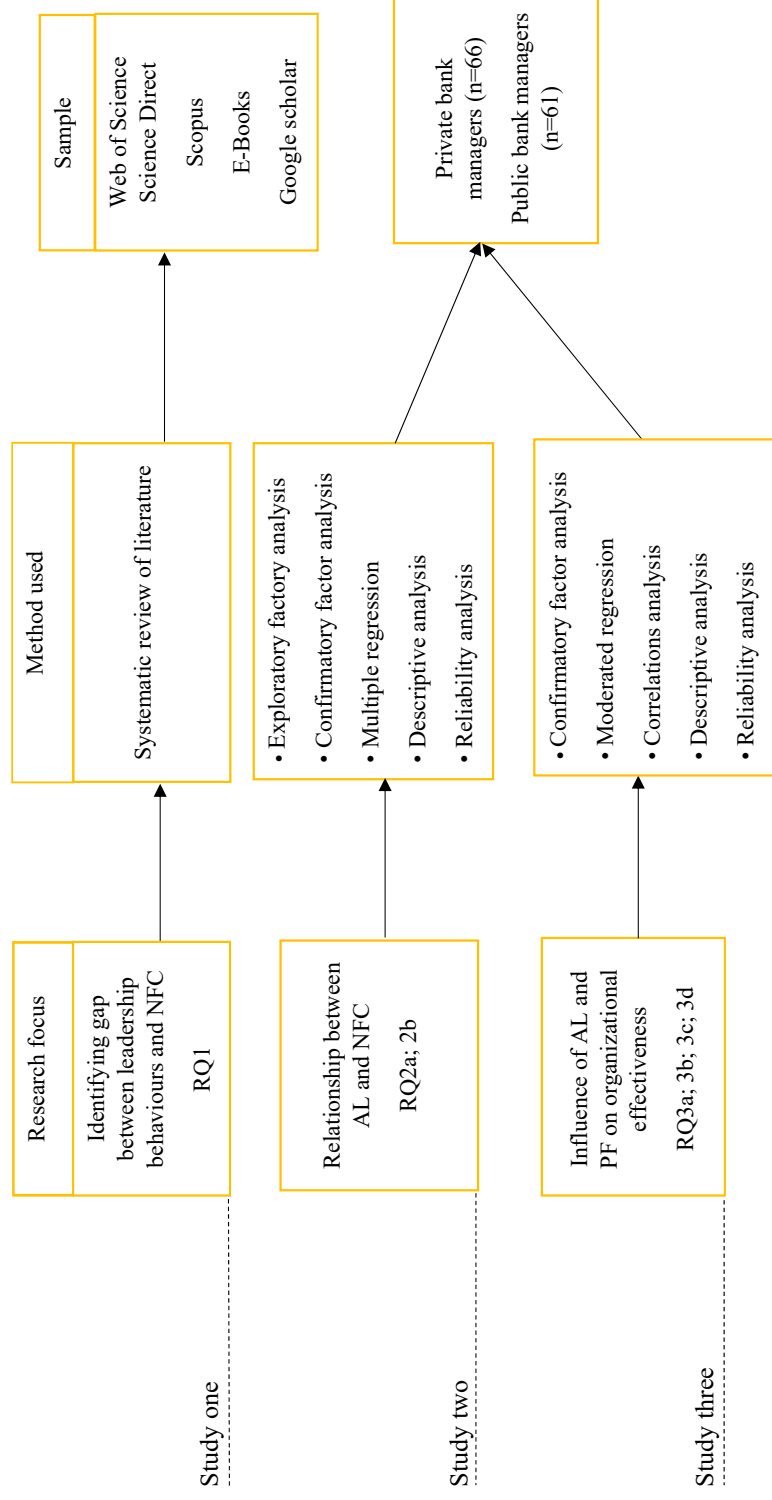 Research focus
Method used
Sample
Study one
Identifying gap
between leadership
behaviours and NFC
RQ1
Systematic review of literature
Web of Science
Science Direct
Scopus
E-Books
Google scholar
Study two
Relationship between
AL and NFC
RQ2a; 2b
• Exploratory factory analysis
• Confirmatory factor analysis
• Multiple regression
• Descriptive analysis
• Reliability analysis
Private bank
managers (n=66)
Public bank managers
(n=61)
Study three
Influence of AL and
PF on organizational
effectiveness
RQ3a; 3b; 3c; 3d
• Confirmatory factor analysis
• Moderated regression
• Correlations analysis
• Descriptive analysis
• Reliability analysis